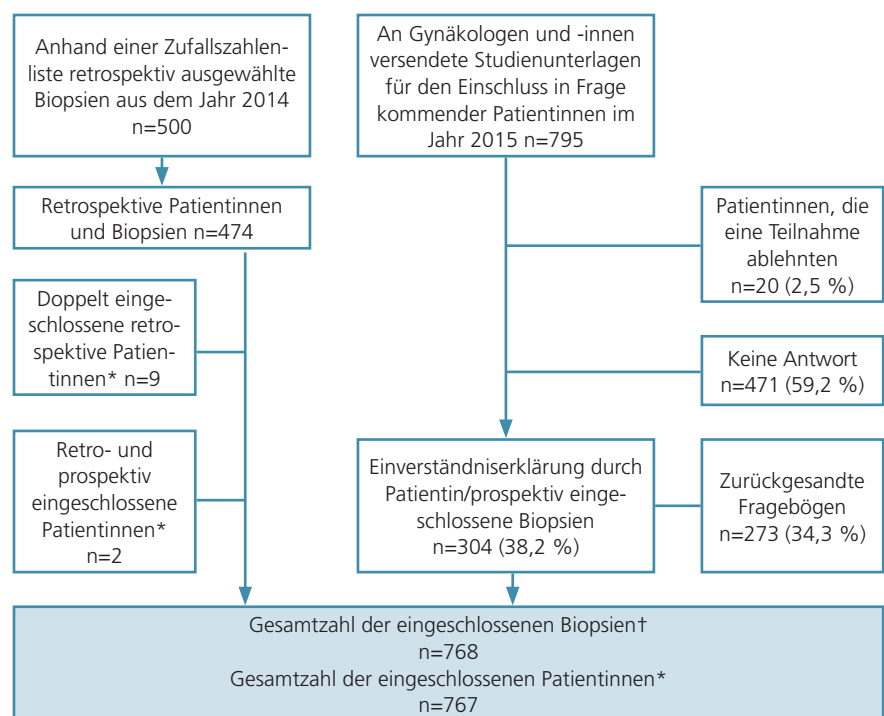 Anhand einer Zufallszahlen-
liste retrospektiv ausgewählte
Biopsien aus dem Jahr 2014
n=500
An Gynäkologen und -innen
versendete Studienunterlagen
für den Einschluss in Frage
kommender Patientinnen im
Jahr 2015 n=795
Retrospektive Patientinnen
und Biopsien n=474
Patientinnen, die
eine Teilnahme
ablehnten
n=20 (2,5 %)
Doppelt einge-
schlossene retro-
spektive Patien-
tinnen* n=9
Keine Antwort
n=471 (59,2 %)
Retro- und
prospektiv
eingeschlossene
Patientinnen*
n=2
Einverständniserklärung durch
Patientin/prospektiv einge-
schlossene Biopsien
n=304 (38,2 %)
Zurückgesandte
Fragebögen
n=273 (34,3 %)
Gesamtzahl der eingeschlossenen Biopsien†
n=768
Gesamtzahl der eingeschlossenen Patientinnen*
n=767